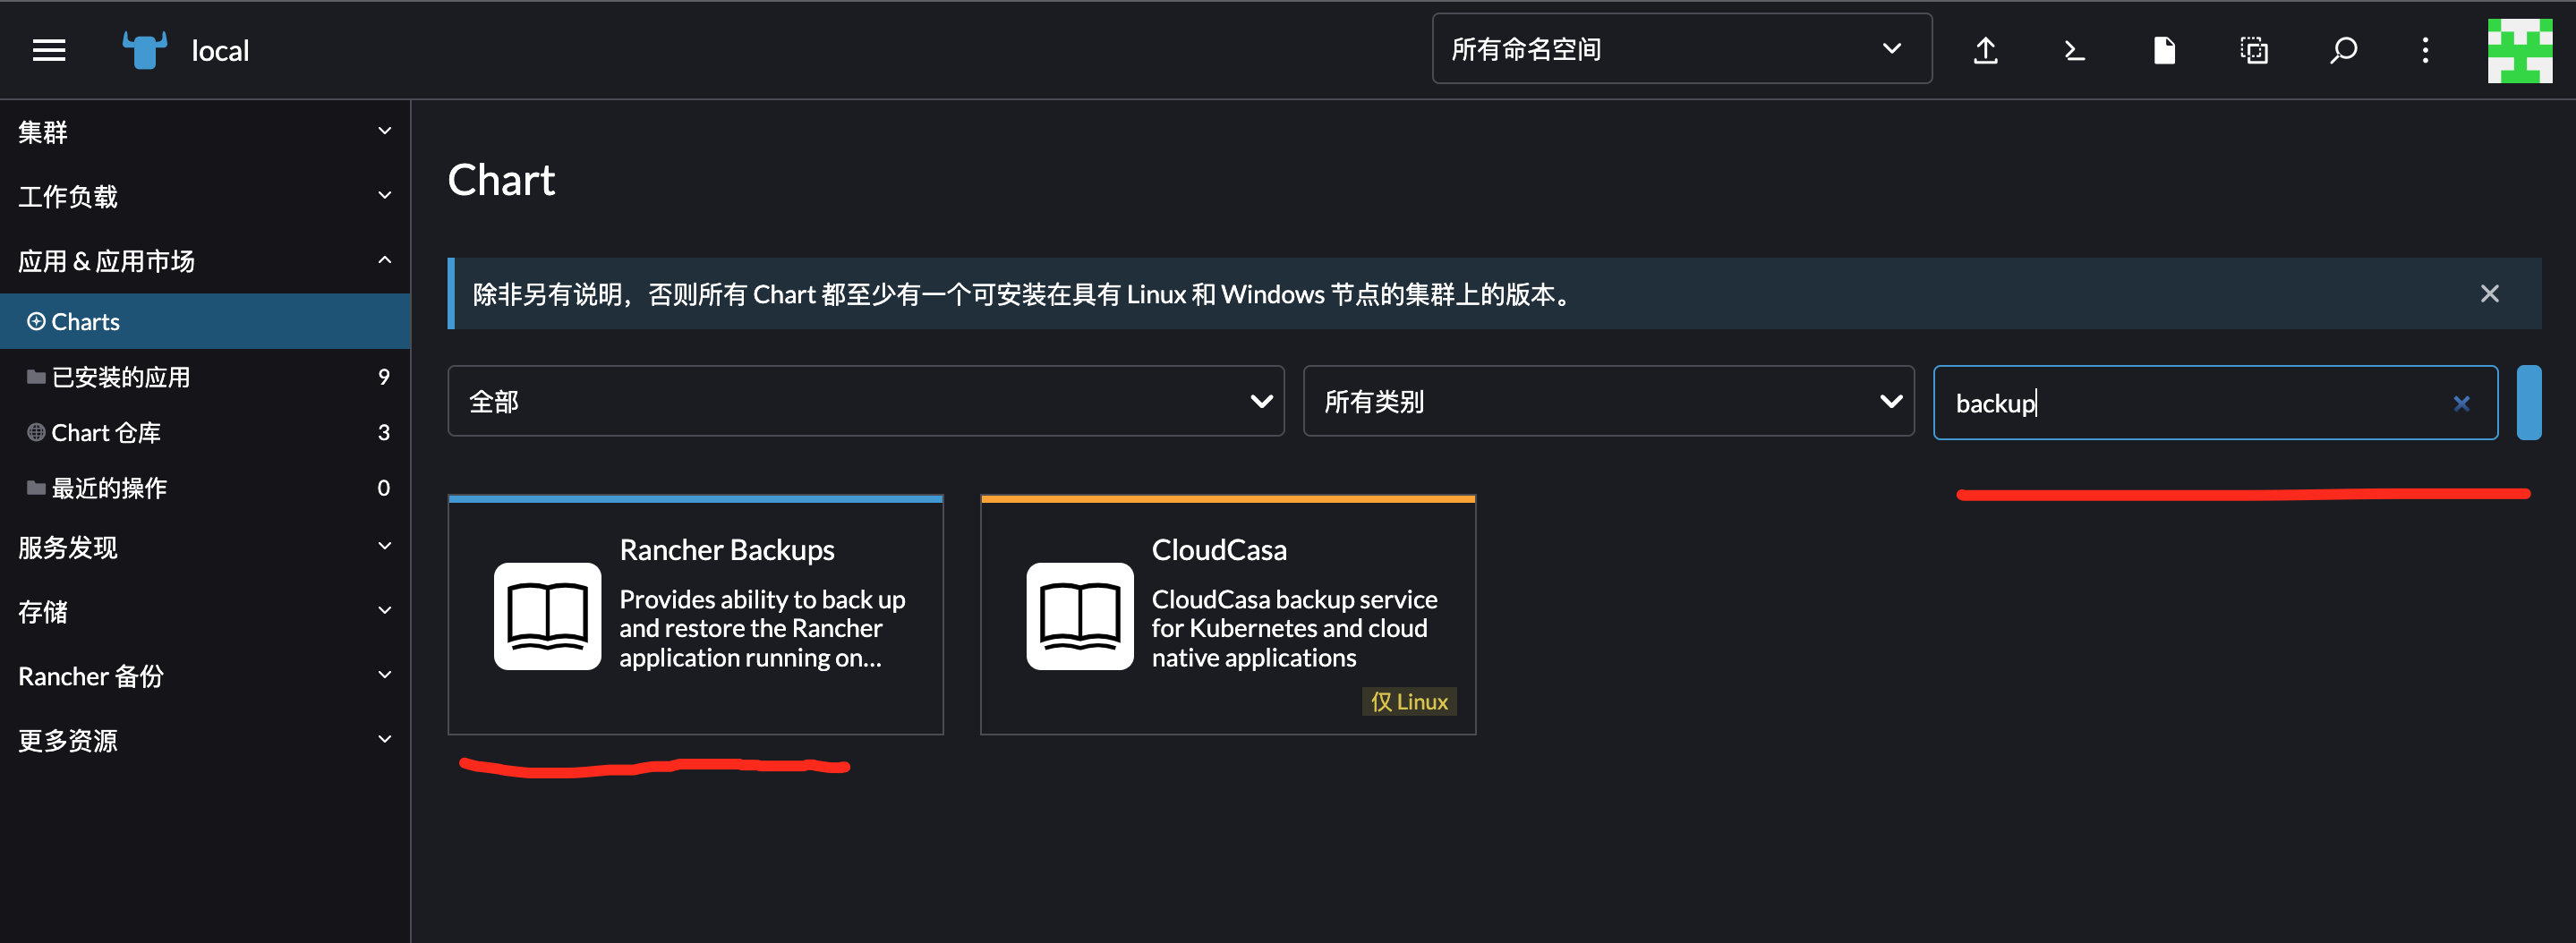 local
所有命名空间
集群
工作负载
应用 & 应用市场
Charts
已安装的应用 9
Chart 仓库 3
最近的操作 0
服务发现
存储
Rancher 备份
更多资源
Chart
除非另有说明，否则所有 Chart 都至少有一个可安装在具有 Linux 和 Windows 节点的集群上的版本。
全部
所有类别
backup
Rancher Backups
Provides ability to back up
and restore the Rancher
application running on...
CloudCasa
CloudCasa backup service
for Kubernetes and cloud
native applications
仅 Linux